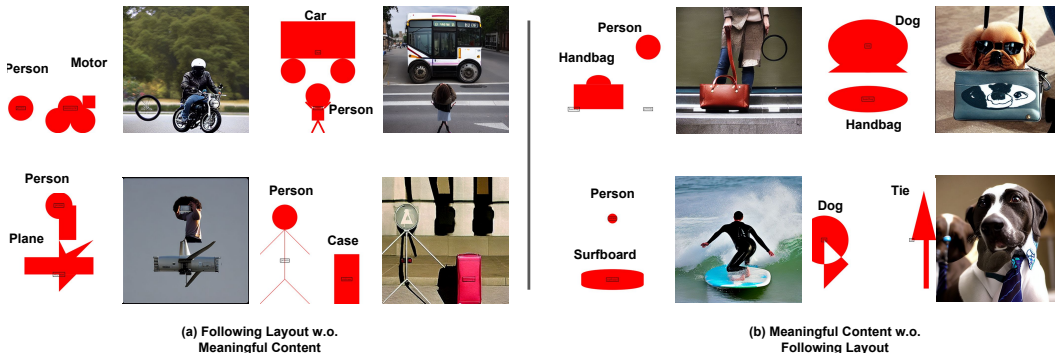 Person
Motor
Car
Person
Person
Handbag
Dog
Handbag
Person
Plane
Person
Case
Person
Surfboard
Dog
Tie
(a) Following Layout w.o.
Meaningful Content
(b) Meaningful Content w.o.
Following Layout